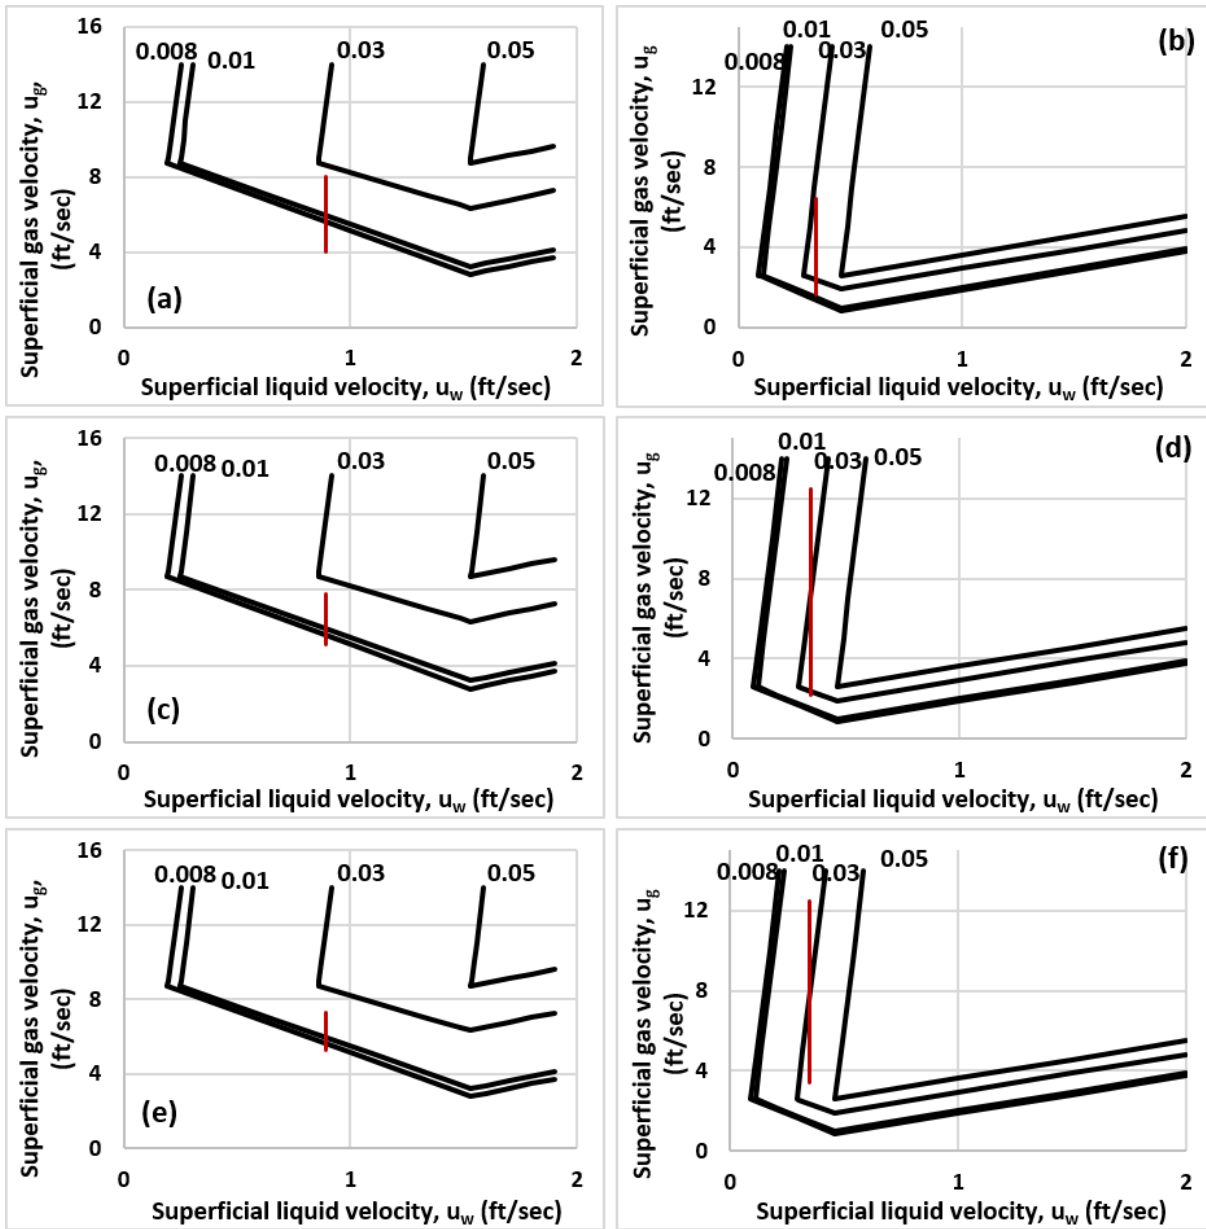 Superficial gas velocity, ug,
(ft/sec)
16
12
8
4
0
0.008
0.01
0.03
0.05
(a)
0
1
2
Superficial liquid velocity, uw (ft/sec)
Superficial gas velocity, ug
(ft/sec)
12
8
4
0
0.008
0.01
0.03
0.05
(b)
0
1
2
Superficial liquid velocity, uw (ft/sec)
Superficial gas velocity, ug,
(ft/sec)
16
12
8
4
0
0.008
0.01
0.03
0.05
(c)
0
1
2
Superficial liquid velocity, uw (ft/sec)
Superficial gas velocity, ug
(ft/sec)
12
8
4
0
0.008
0.01
0.03
0.05
(d)
0
1
2
Superficial liquid velocity, uw (ft/sec)
Superficial gas velocity, ug,
(ft/sec)
16
12
8
4
0
0.008
0.01
0.03
0.05
(e)
0
1
2
Superficial liquid velocity, uw (ft/sec)
Superficial gas velocity, ug
(ft/sec)
12
8
4
0
0.008
0.01
0.03
0.05
(f)
0
1
2
Superficial liquid velocity, uw (ft/sec)